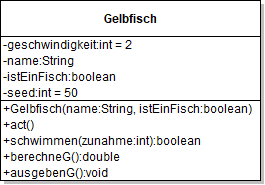 Gelbfisch
-geschwindigkeit:int = 2
-name:String
-istEinFisch:boolean
-seed:int = 50
+Gelbfisch(name:String, istEinFisch:boolean)
+act()
+schwimmen(zunahme:int):boolean
+berechneG():double
+ausgebenG():void